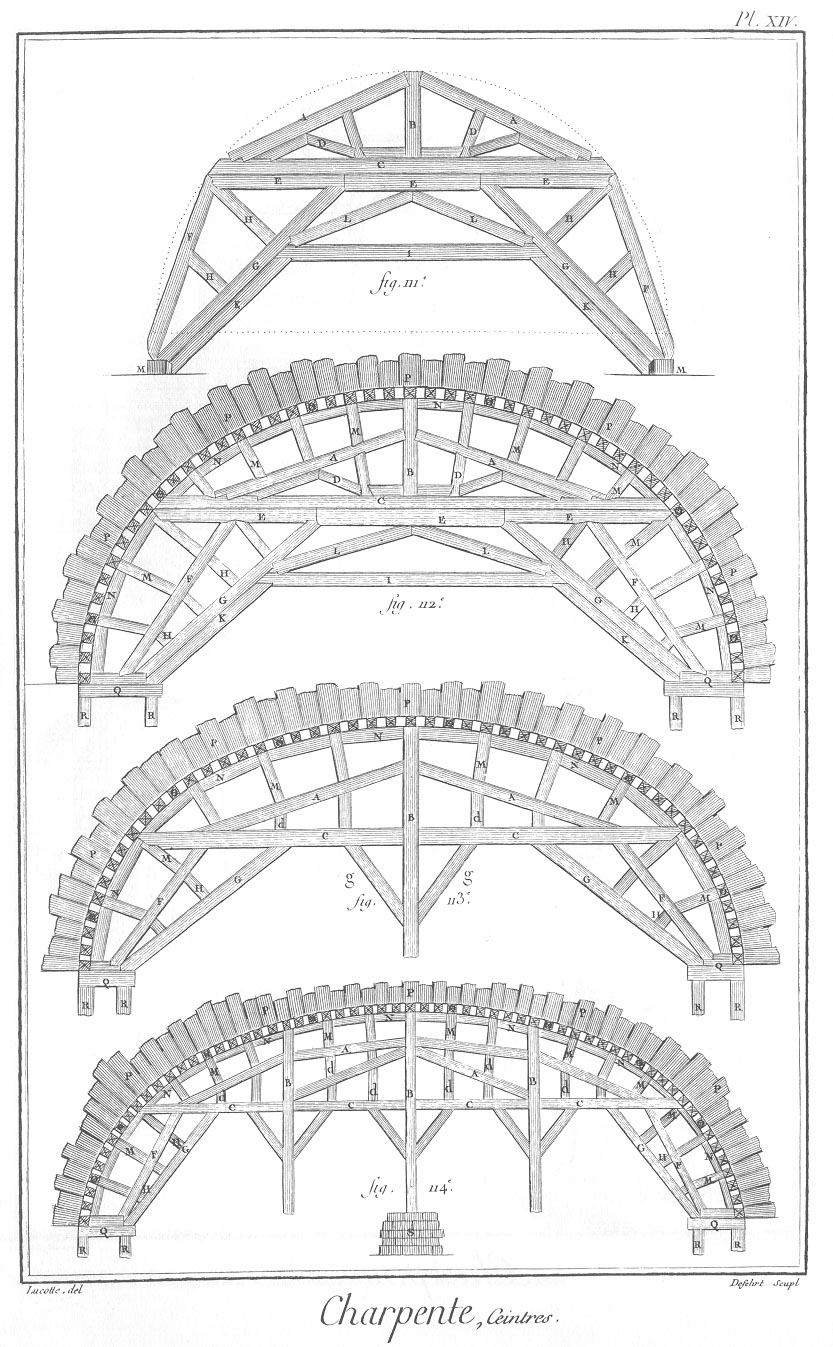 Pl. XIV.
A B A
D D
C
E E E
H L L H
F G I G F
H H
K K
fig. 111.e
M M
P
P N P
M M
N A B A N
M D D M
C
P E E E P
H M
M F H L L F
N G I G H N
H K K M
fig. 112.e
Q Q
R R R R
P
P N P
N M M N
A A
M d B d M
C C
P M P
N H G G N
F F M
H
g g
fig. 113.e
Q Q
R R R R
P
P N P
N M M N
M A M
P d d P
N M B A B M N
d d d d
C C C C
M H G B G M
F H F N
M
H
fig. 114.e
S
Q Q
R R R R
Lucotte . del
Defehrt Sculp
Charpente, Ceintres.